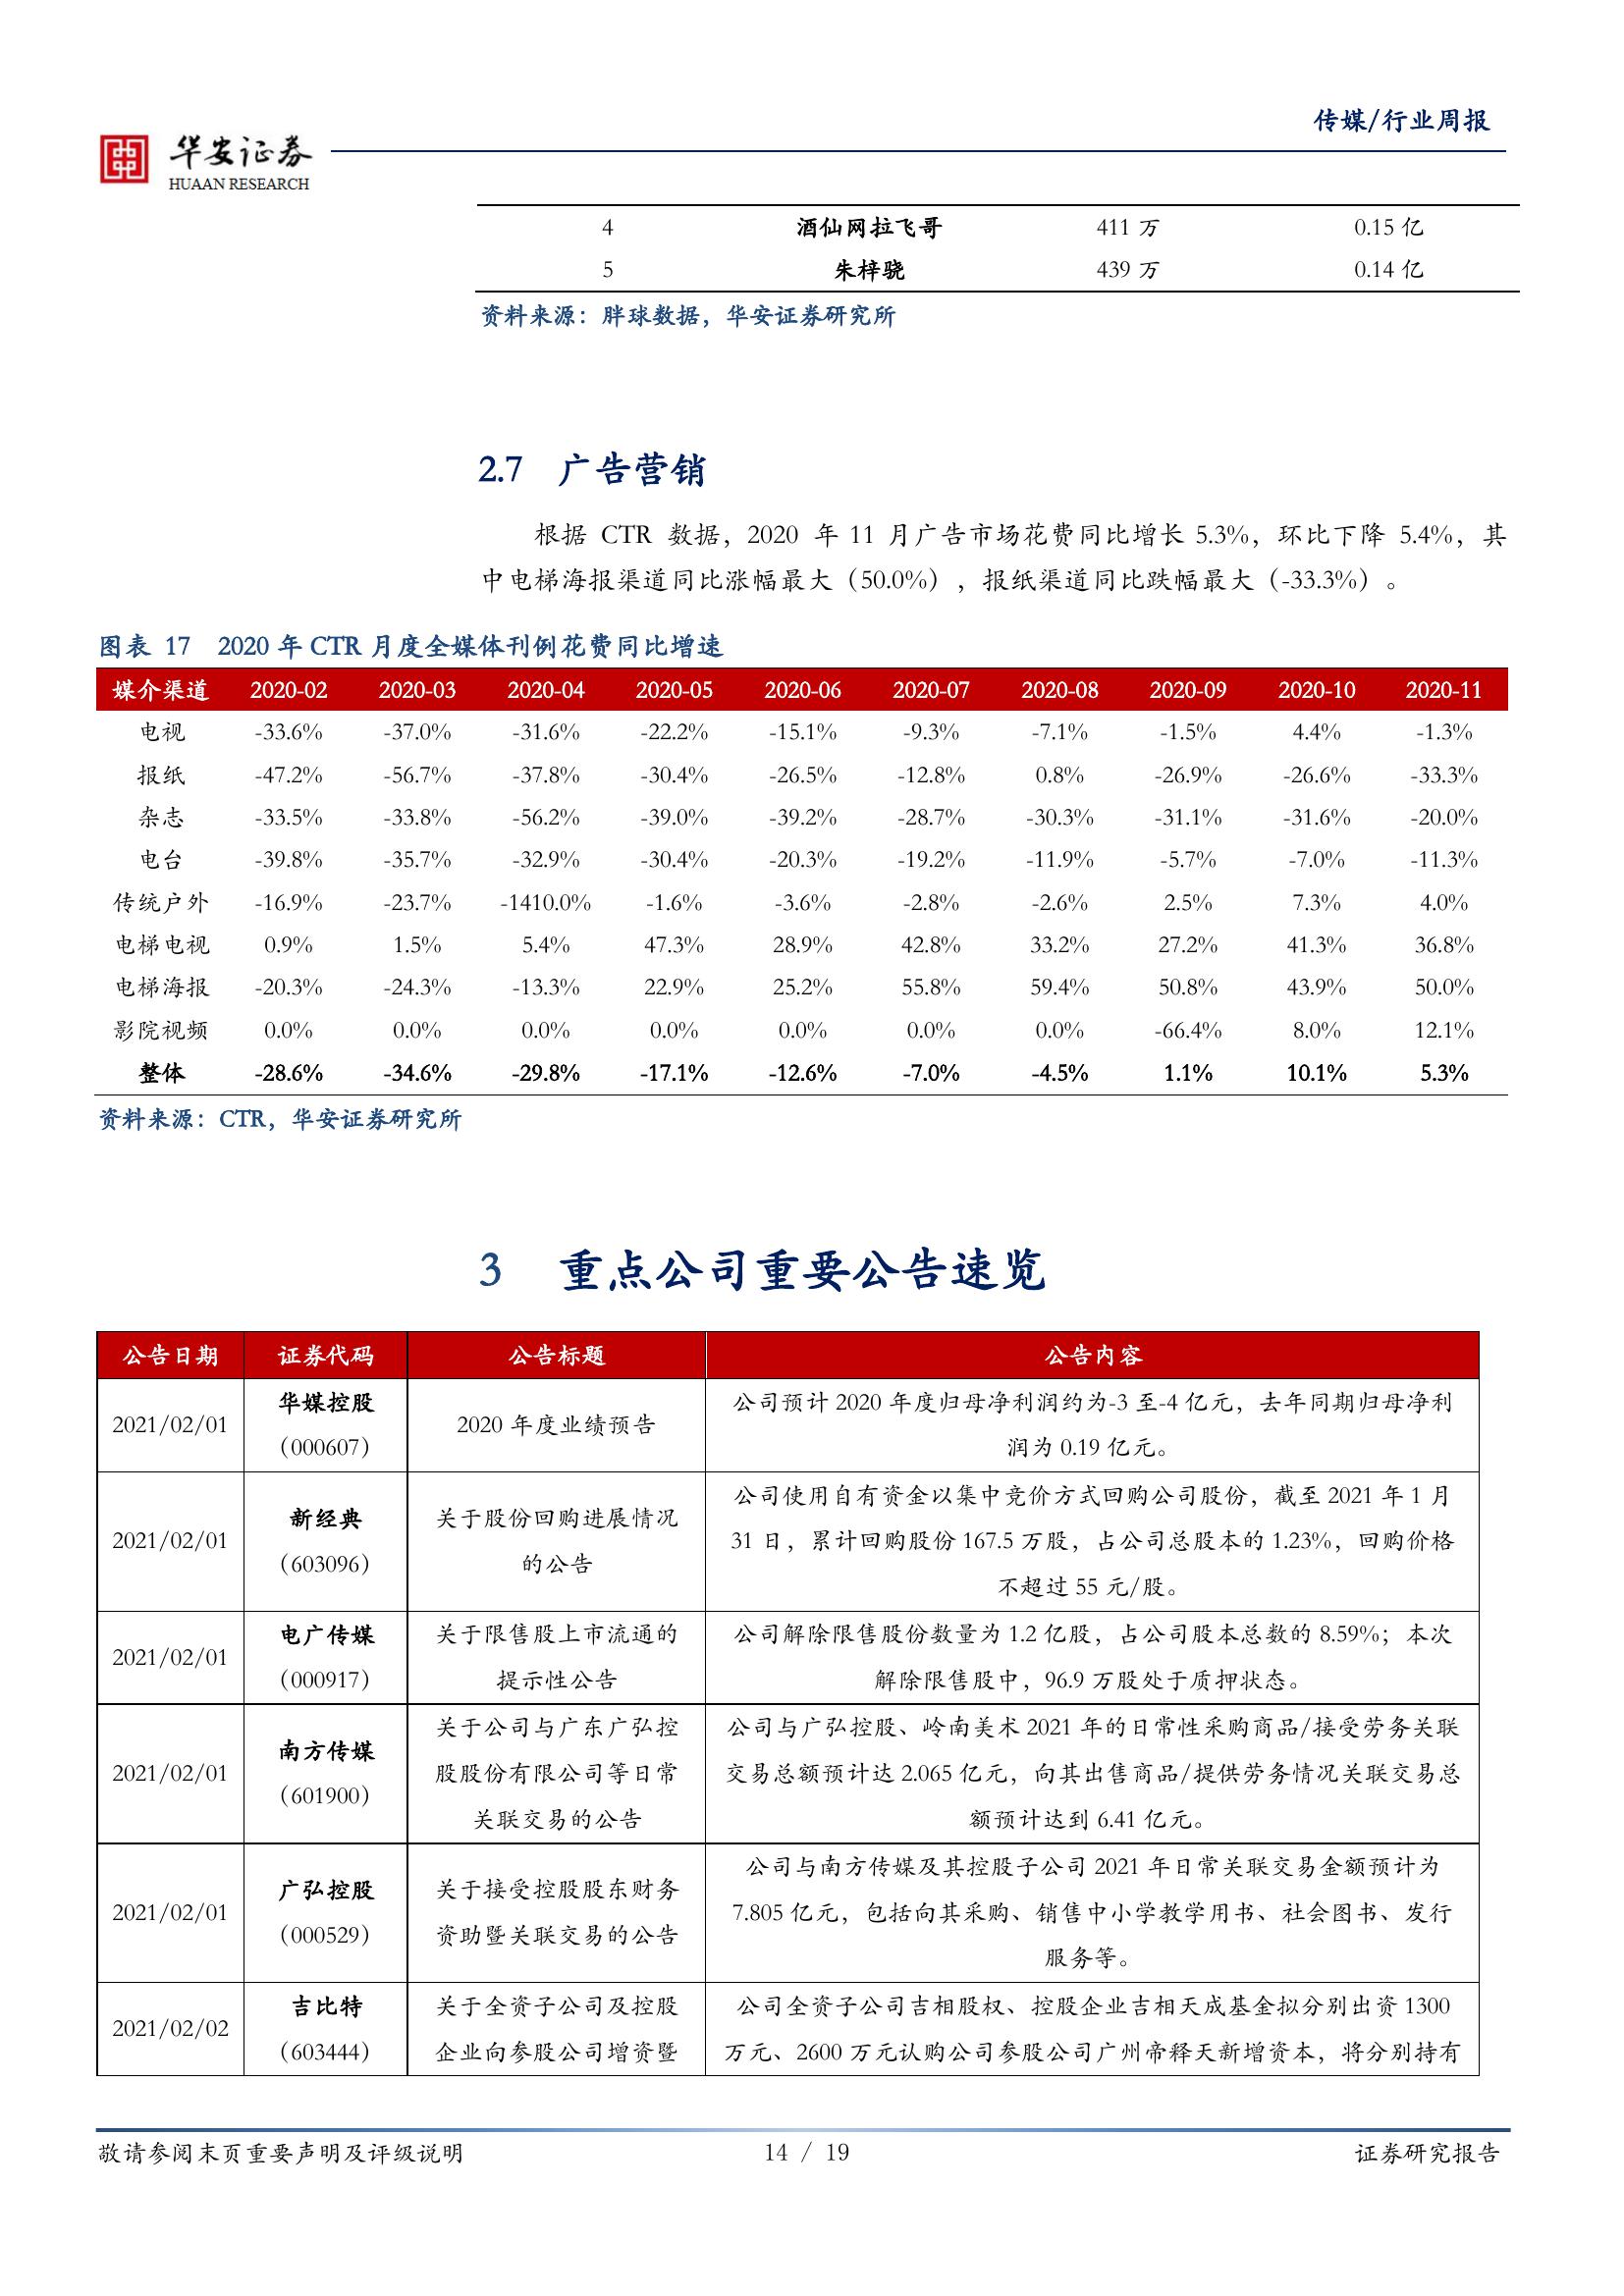 传媒/行业周报
华安证券
HUAAN RESEARCH
4 酒仙网拉飞哥 411 万 0.15 亿
5 朱梓骁 439 万 0.14 亿
资料来源：胖球数据，华安证券研究所
2.7 广告营销
根据 CTR 数据，2020 年 11 月广告市场花费同比增长 5.3%，环比下降 5.4%，其
中电梯海报渠道同比涨幅最大（50.0%），报纸渠道同比跌幅最大（-33.3%）。
图表 17 2020 年 CTR 月度全媒体刊例花费同比增速
媒介渠道 2020-02 2020-03 2020-04 2020-05 2020-06 2020-07 2020-08 2020-09 2020-10 2020-11
电视 -33.6% -37.0% -31.6% -22.2% -15.1% -9.3% -7.1% -1.5% 4.4% -1.3%
报纸 -47.2% -56.7% -37.8% -30.4% -26.5% -12.8% 0.8% -26.9% -26.6% -33.3%
杂志 -33.5% -33.8% -56.2% -39.0% -39.2% -28.7% -30.3% -31.1% -31.6% -20.0%
电台 -39.8% -35.7% -32.9% -30.4% -20.3% -19.2% -11.9% -5.7% -7.0% -11.3%
传统户外 -16.9% -23.7% -1410.0% -1.6% -3.6% -2.8% -2.6% 2.5% 7.3% 4.0%
电梯电视 0.9% 1.5% 5.4% 47.3% 28.9% 42.8% 33.2% 27.2% 41.3% 36.8%
电梯海报 -20.3% -24.3% -13.3% 22.9% 25.2% 55.8% 59.4% 50.8% 43.9% 50.0%
影院视频 0.0% 0.0% 0.0% 0.0% 0.0% 0.0% 0.0% -66.4% 8.0% 12.1%
整体 -28.6% -34.6% -29.8% -17.1% -12.6% -7.0% -4.5% 1.1% 10.1% 5.3%
资料来源：CTR，华安证券研究所
3 重点公司重要公告速览
公告日期 证券代码 公告标题 公告内容
2021/02/01
华媒控股
（000607）
2020 年度业绩预告
公司预计 2020 年度归母净利润约为-3 至-4 亿元，去年同期归母净利
润为 0.19 亿元。
2021/02/01
新经典
（603096）
关于股份回购进展情况
的公告
公司使用自有资金以集中竞价方式回购公司股份，截至 2021 年 1 月
31 日，累计回购股份 167.5 万股，占公司总股本的 1.23%，回购价格
不超过 55 元/股。
2021/02/01
电广传媒
（000917）
关于限售股上市流通的
提示性公告
公司解除限售股份数量为 1.2 亿股，占公司股本总数的 8.59%；本次
解除限售股中，96.9 万股处于质押状态。
2021/02/01
南方传媒
（601900）
关于公司与广东广弘控
股股份有限公司等日常
关联交易的公告
公司与广弘控股、岭南美术 2021 年的日常性采购商品/接受劳务关联
交易总额预计达 2.065 亿元，向其出售商品/提供劳务情况关联交易总
额预计达到 6.41 亿元。
2021/02/01
广弘控股
（000529）
关于接受控股股东财务
资助暨关联交易的公告
公司与南方传媒及其控股子公司 2021 年日常关联交易金额预计为
7.805 亿元，包括向其采购、销售中小学教学用书、社会图书、发行
服务等。
2021/02/02
吉比特
（603444）
关于全资子公司及控股
企业向参股公司增资暨
公司全资子公司吉相股权、控股企业吉相天成基金拟分别出资 1300
万元、2600 万元认购公司参股公司广州帝释天新增资本，将分别持有
敬请参阅末页重要声明及评级说明 14 / 19 证券研究报告